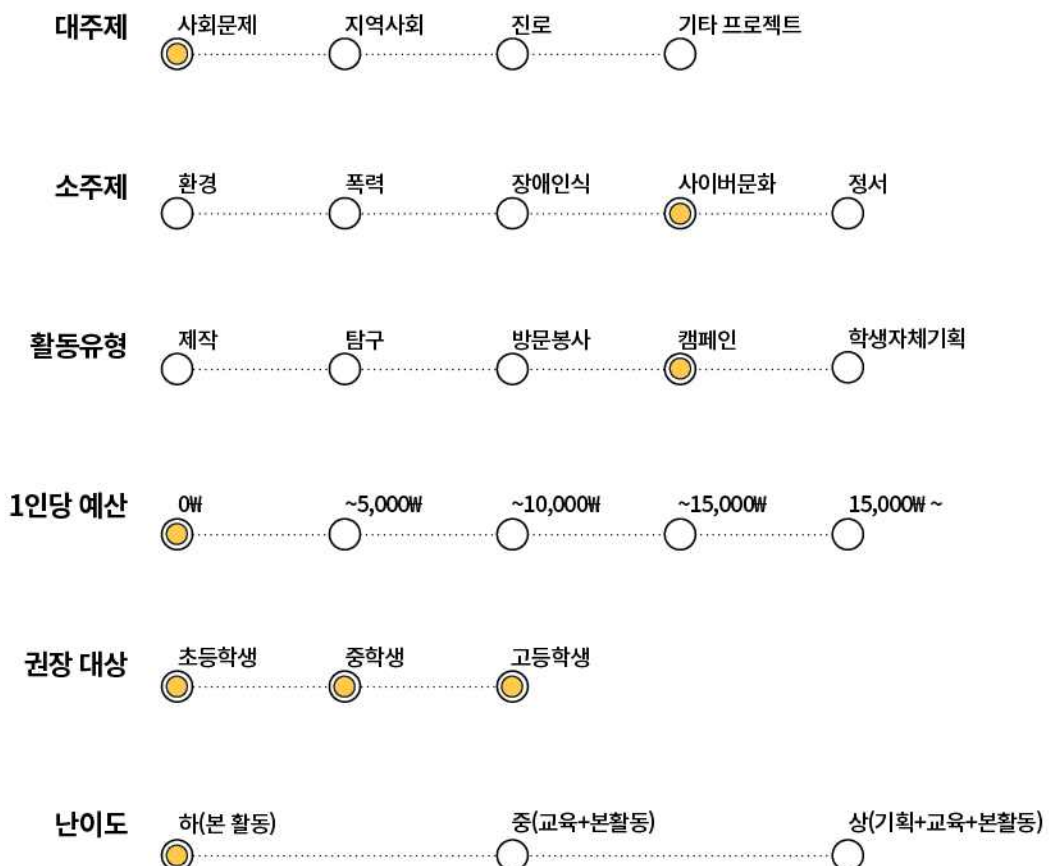 대주제 사회문제 지역사회 진로 기타 프로젝트
소주제 환경 폭력 장애인식 사이버문화 정서
활동유형 제작 탐구 방문봉사 캠페인 학생자체기획
1인당 예산 0₩ ~5,000₩ ~10,000₩ ~15,000₩ 15,000₩ ~
권장 대상 초등학생 중학생 고등학생
난이도 하(본 활동) 중(교육+본활동) 상(기획+교육+본활동)